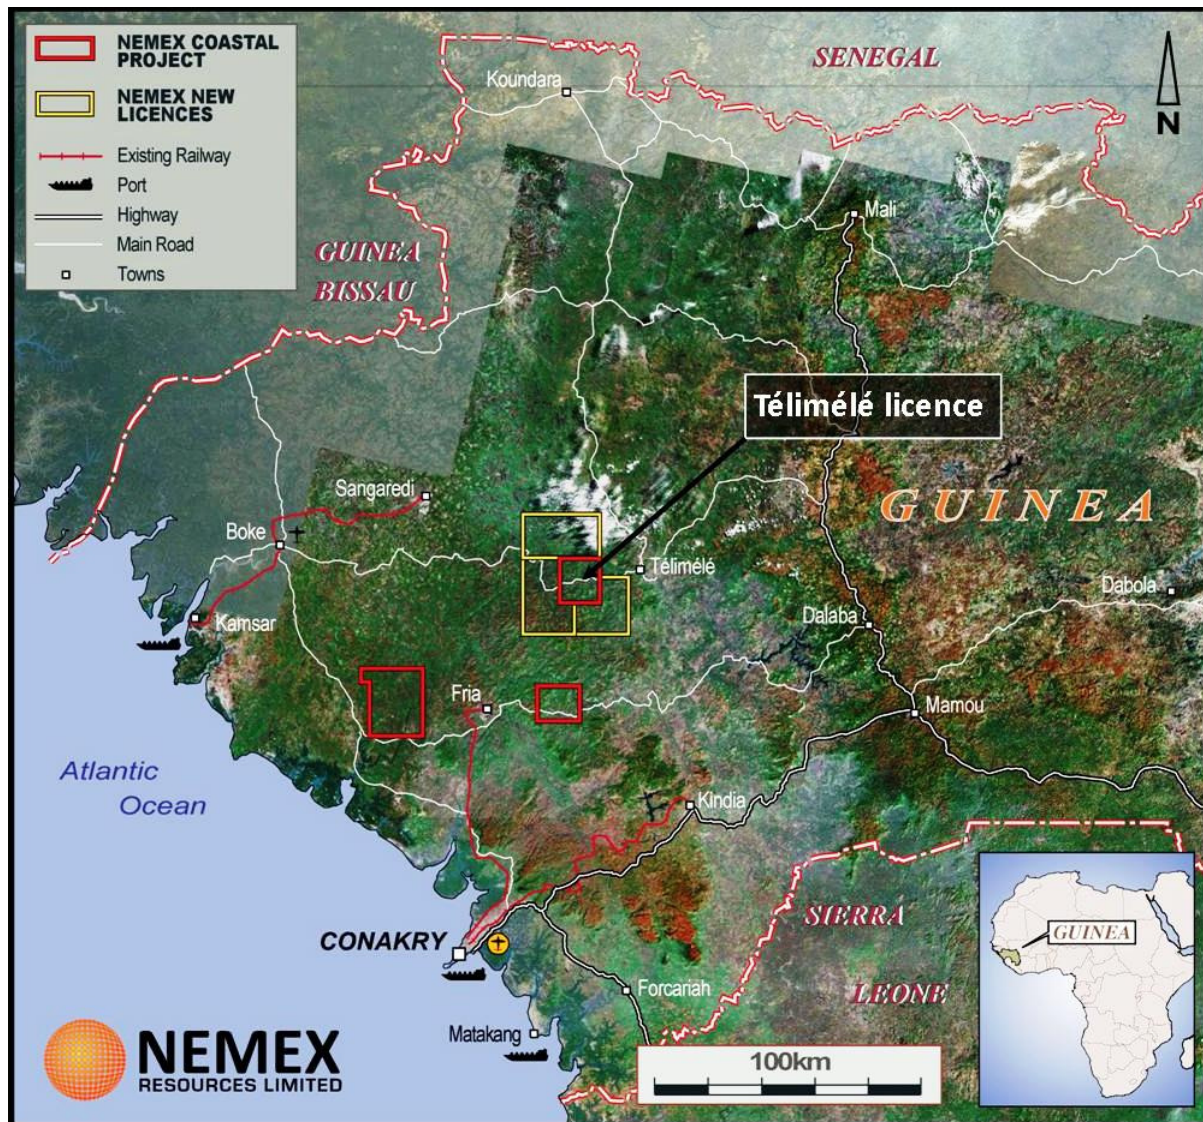 NEMEX COASTAL
PROJECT
NEMEX NEW
LICENCES
Existing Railway
Port
Highway
Main Road
Towns
SENEGAL
N
Koundara
Mali
GUINEA
BISSAU
Télimélé licence
GUINEA
Sangaredi
Boke
Télimélé
Dabola
Kamsar
Dalaba
Fria
Mamou
Atlantic
Ocean
Kindia
SIERRA
LEONE
GUINEA
CONAKRY
Forcariah
Matakang
100km
NEMEX
RESOURCES LIMITED